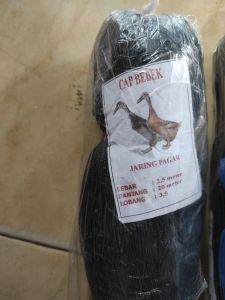 CAP BEBEK
JARING PAGAR
LEBAR : 2,5 meter
PANJANG : 20 meter
LOBANG : 3,5